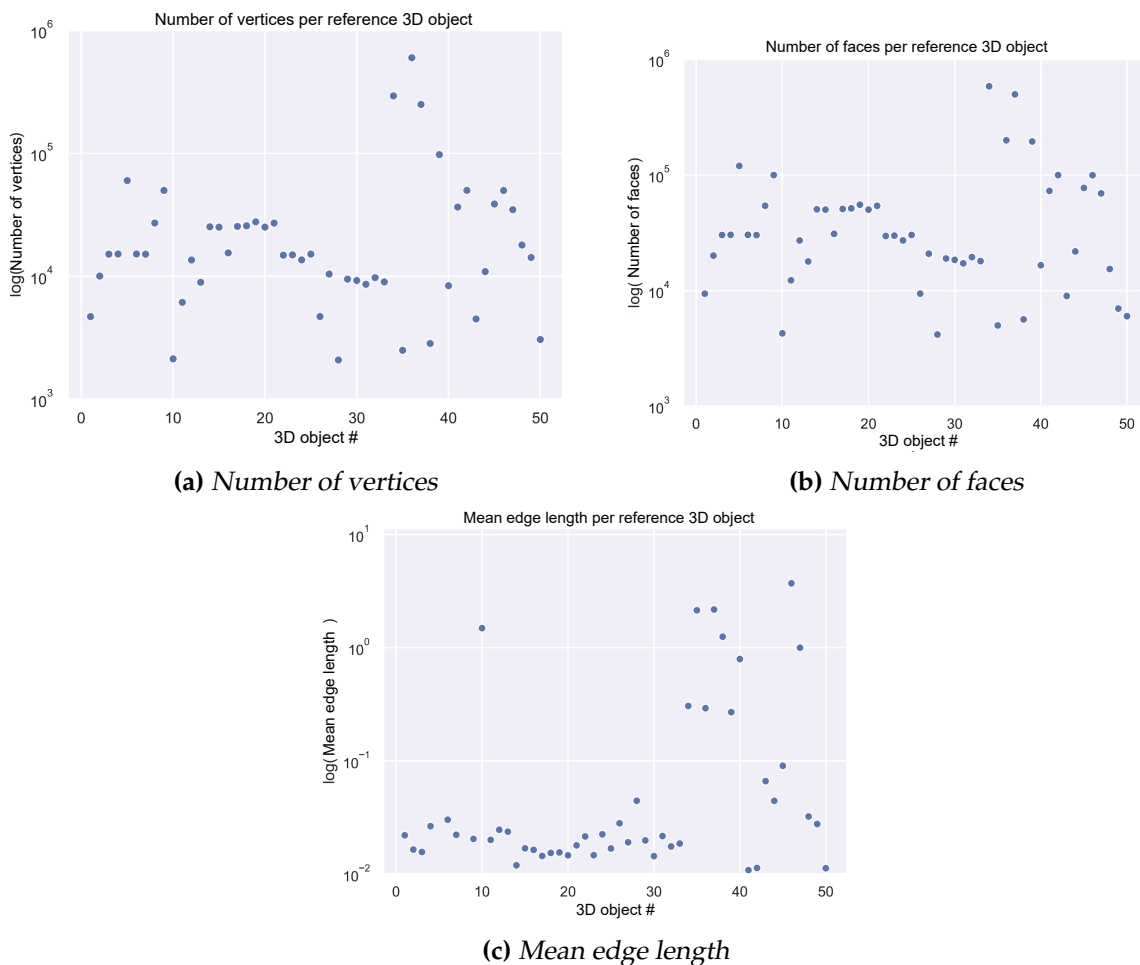 Number of vertices per reference 3D object
10^6
10^5
10^4
10^3
log(Number of vertices)
0 10 20 30 40 50
3D object #
(a) Number of vertices
Number of faces per reference 3D object
10^6
10^5
10^4
10^3
log( Number of faces)
0 10 20 30 40 50
3D object #
(b) Number of faces
Mean edge length per reference 3D object
10^1
10^0
10^-1
10^-2
log( Mean edge length )
0 10 20 30 40 50
3D object #
(c) Mean edge length